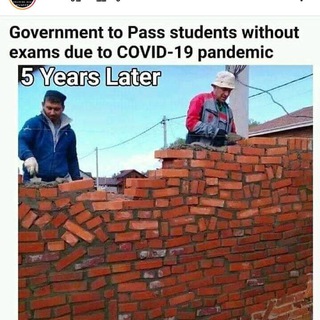 Government to Pass students without
exams due to COVID-19 pandemic
5 Years Later